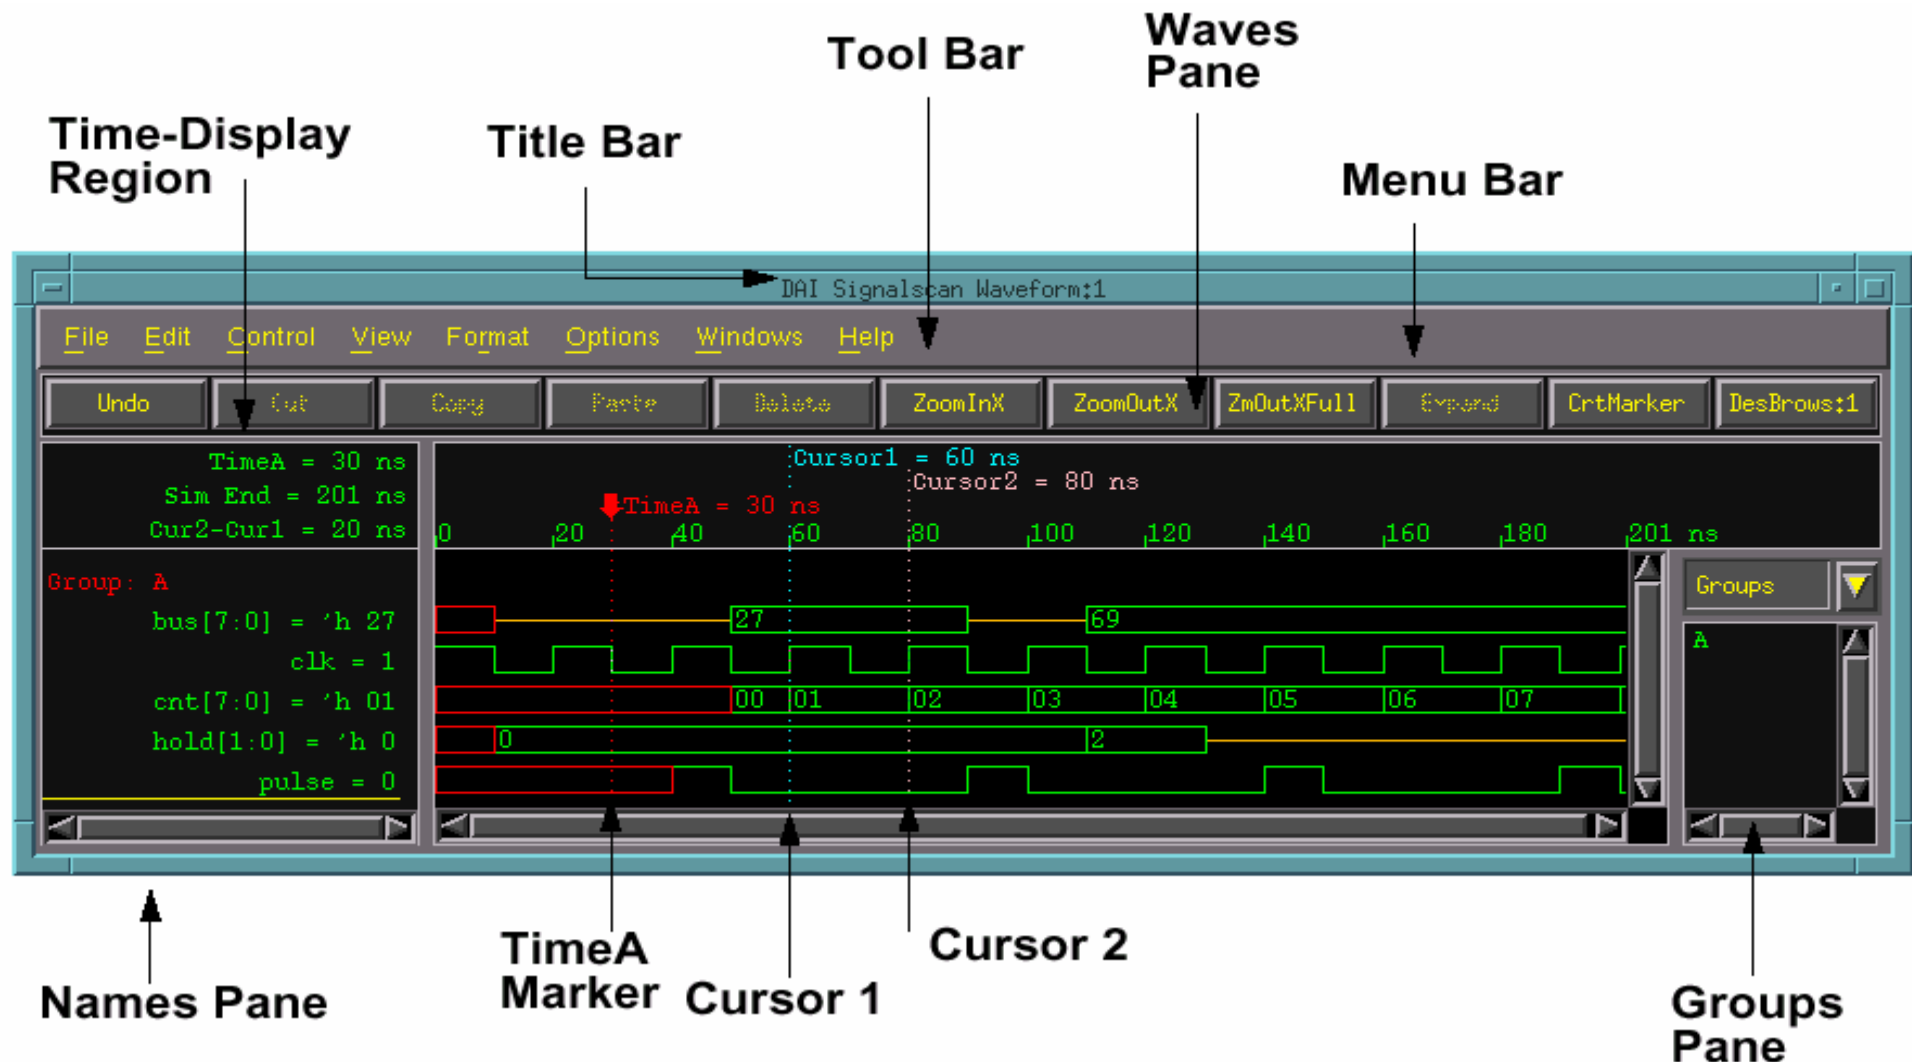 Waves
Pane
Tool Bar
Time-Display
Region
Title Bar
Menu Bar
DAI Signalscan Waveform:1
File Edit Control View Format Options Windows Help
Undo Cut Copy Paste Delete ZoomInX ZoomOutX ZmOutXFull Expand CrtMarker DesBrows:1
TimeA = 30 ns
Sim End = 201 ns
Cur2-Cur1 = 20 ns
Cursor1 = 60 ns
Cursor2 = 80 ns
TimeA = 30 ns
0 20 40 60 80 100 120 140 160 180 201 ns
Group: A
bus[7:0] = 'h 27
clk = 1
cnt[7:0] = 'h 01
hold[1:0] = 'h 0
pulse = 0
27 69
00 01 02 03 04 05 06 07
0 2
Groups
A
Names Pane
TimeA
Marker
Cursor 1
Cursor 2
Groups
Pane